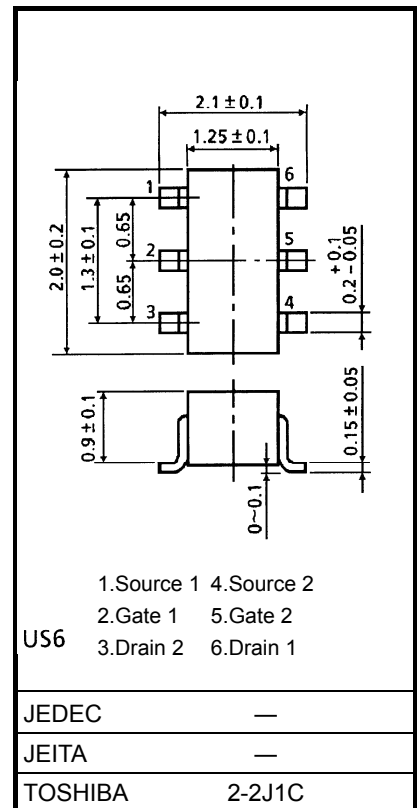 2.1±0.1
1.25±0.1
1
6
2.0±0.2
1.3±0.1
0.65
2
5
+0.1
0.2-0.05
0.65
3
4
0.9±0.1
0.15±0.05
0~0.1
1.Source 1 4.Source 2
2.Gate 1 5.Gate 2
US6 3.Drain 2 6.Drain 1
JEDEC —
JEITA —
TOSHIBA 2-2J1C